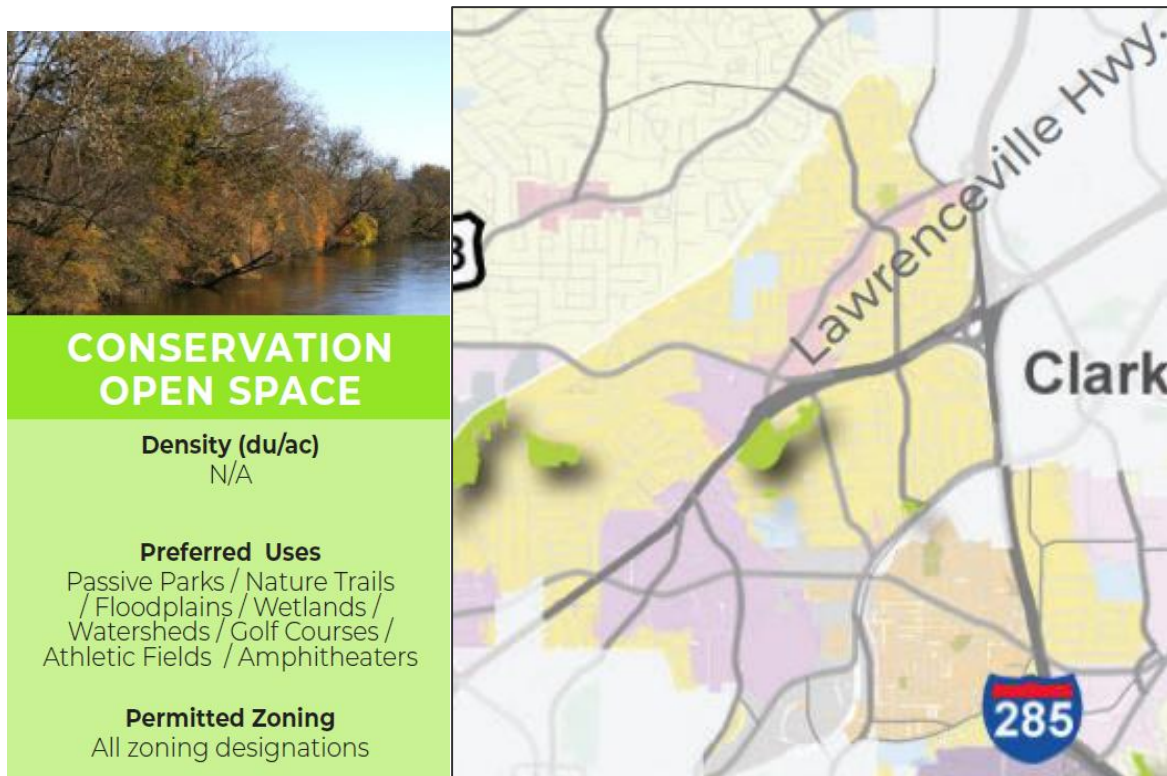 CONSERVATION
OPEN SPACE
Density (du/ac)
N/A
Preferred Uses
Passive Parks / Nature Trails
/ Floodplains / Wetlands /
Watersheds / Golf Courses /
Athletic Fields / Amphitheaters
Permitted Zoning
All zoning designations
Lawrenceville Hwy.
Clark
285